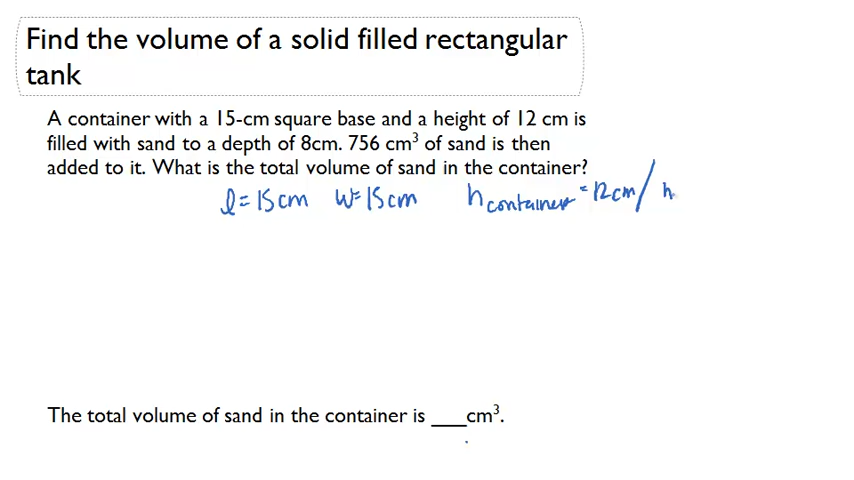 Find the volume of a solid filled rectangular
tank
A container with a 15-cm square base and a height of 12 cm is
filled with sand to a depth of 8cm. 756 cm³ of sand is then
added to it. What is the total volume of sand in the container?
l = 15cm w= 15cm h container = 12cm / h
The total volume of sand in the container is ___cm³.